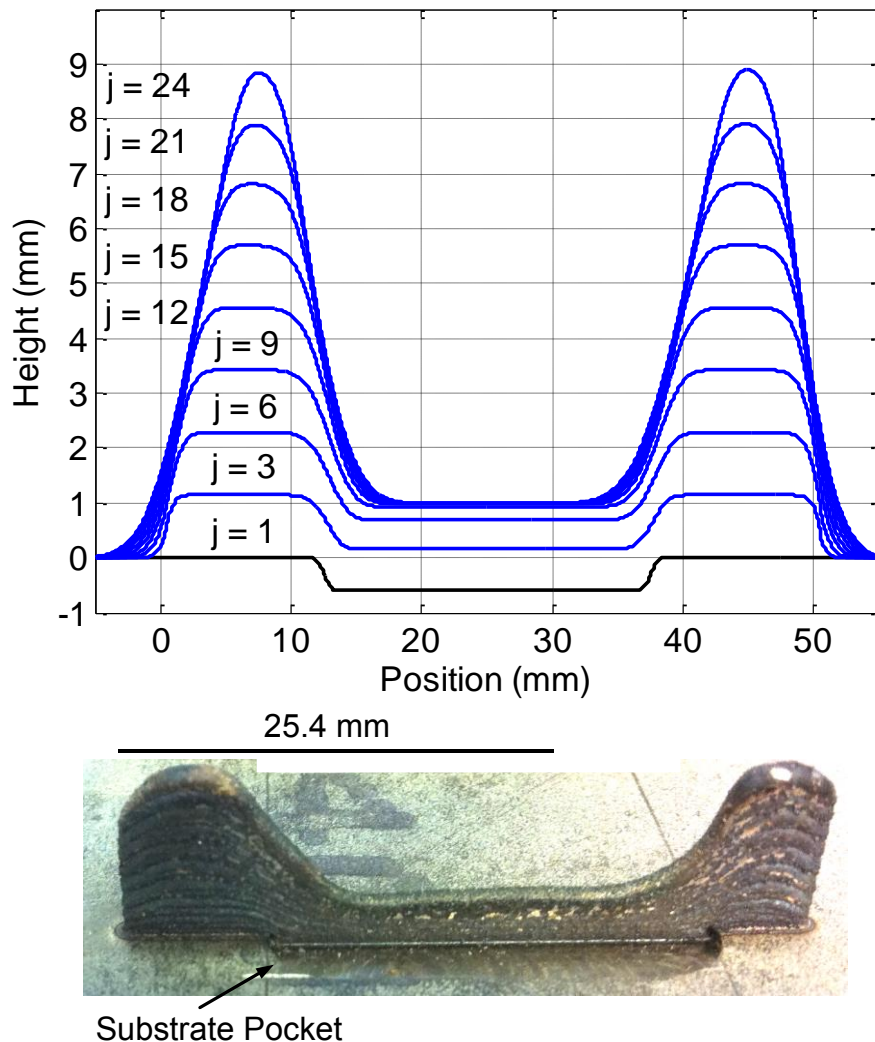 9
j = 24
8
j = 21
7
j = 18
6
j = 15
5
j = 12
4
j = 9
3
j = 6
2
j = 3
1
j = 1
0
-1
Height (mm)
0 10 20 30 40 50
Position (mm)
25.4 mm
Substrate Pocket